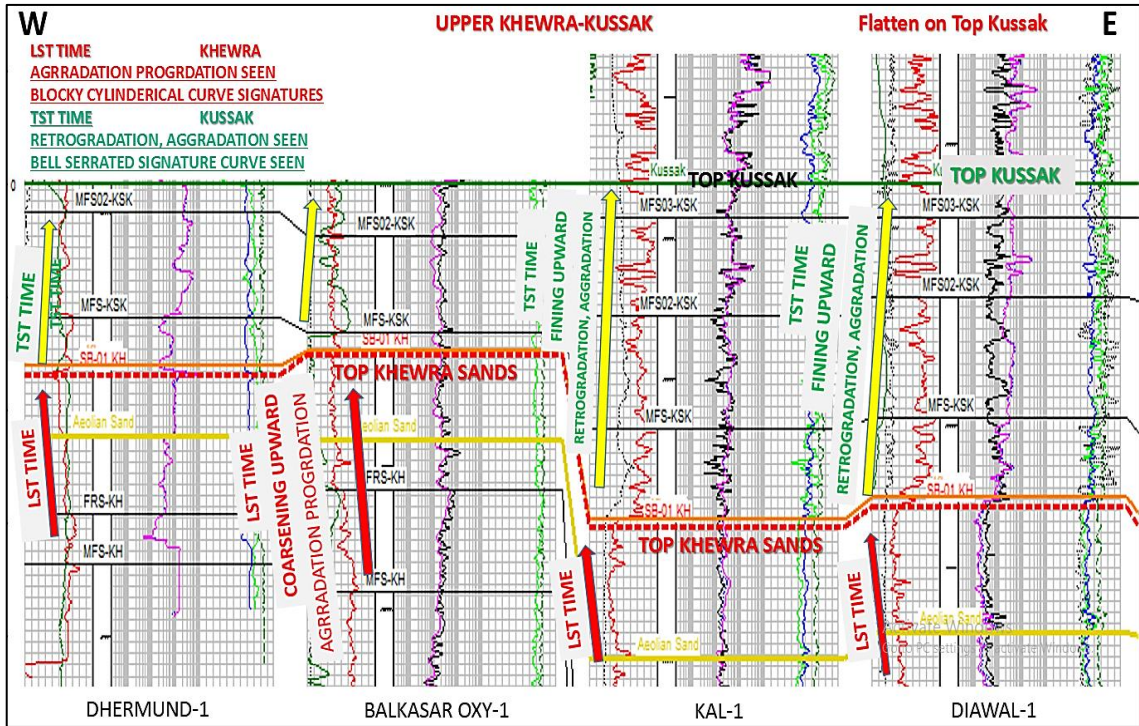 W
UPPER KHEWRA-KUSSAK
Flatten on Top Kussak
E
LST TIME KHEWRA
AGRRADATION PROGRDATION SEEN
BLOCKY CYLINDERICAL CURVE SIGNATURES
TST TIME KUSSAK
RETROGRADATION, AGGRADATION SEEN
BELL SERRATED SIGNATURE CURVE SEEN
0
Kussak
TOP KUSSAK
TOP KUSSAK
MFS02-KSK
MFS02-KSK
MFS03-KSK
MFS03-KSK
MFS02-KSK
MFS02-KSK
MFS-KSK
MFS-KSK
MFS-KSK
MFS-KSK
TST TIME
TST TIME
TST TIME
FINING UPWARD
RETROGRADATION, AGRADATION
TST TIME
FINING UPWARD
RETROGRADATION, AGRADATION
SB-01 KH
SB-01 KH
SB-01 KH
SB-01 KH
TOP KHEWRA SANDS
TOP KHEWRA SANDS
Aeolian Sand
Aeolian Sand
Aeolian Sand
Aeolian Sand
LST TIME
LST TIME
COARSENING UPWARD
AGRRADATION PROGRDATION
LST TIME
LST TIME
FRS-KH
FRS-KH
MFS-KH
MFS-KH
DHERMUND-1
BALKASAR OXY-1
KAL-1
DIAWAL-1